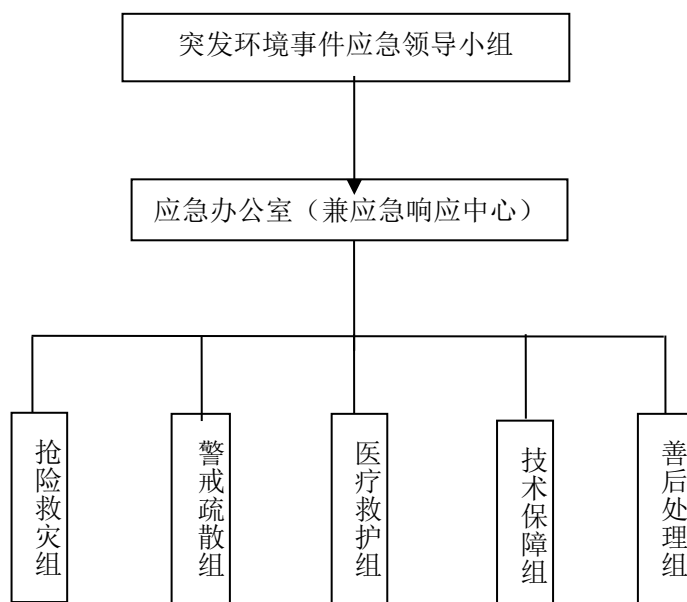 突发环境事件应急领导小组
应急办公室（兼应急响应中心）
抢险救灾组
警戒疏散组
医疗救护组
技术保障组
善后处理组